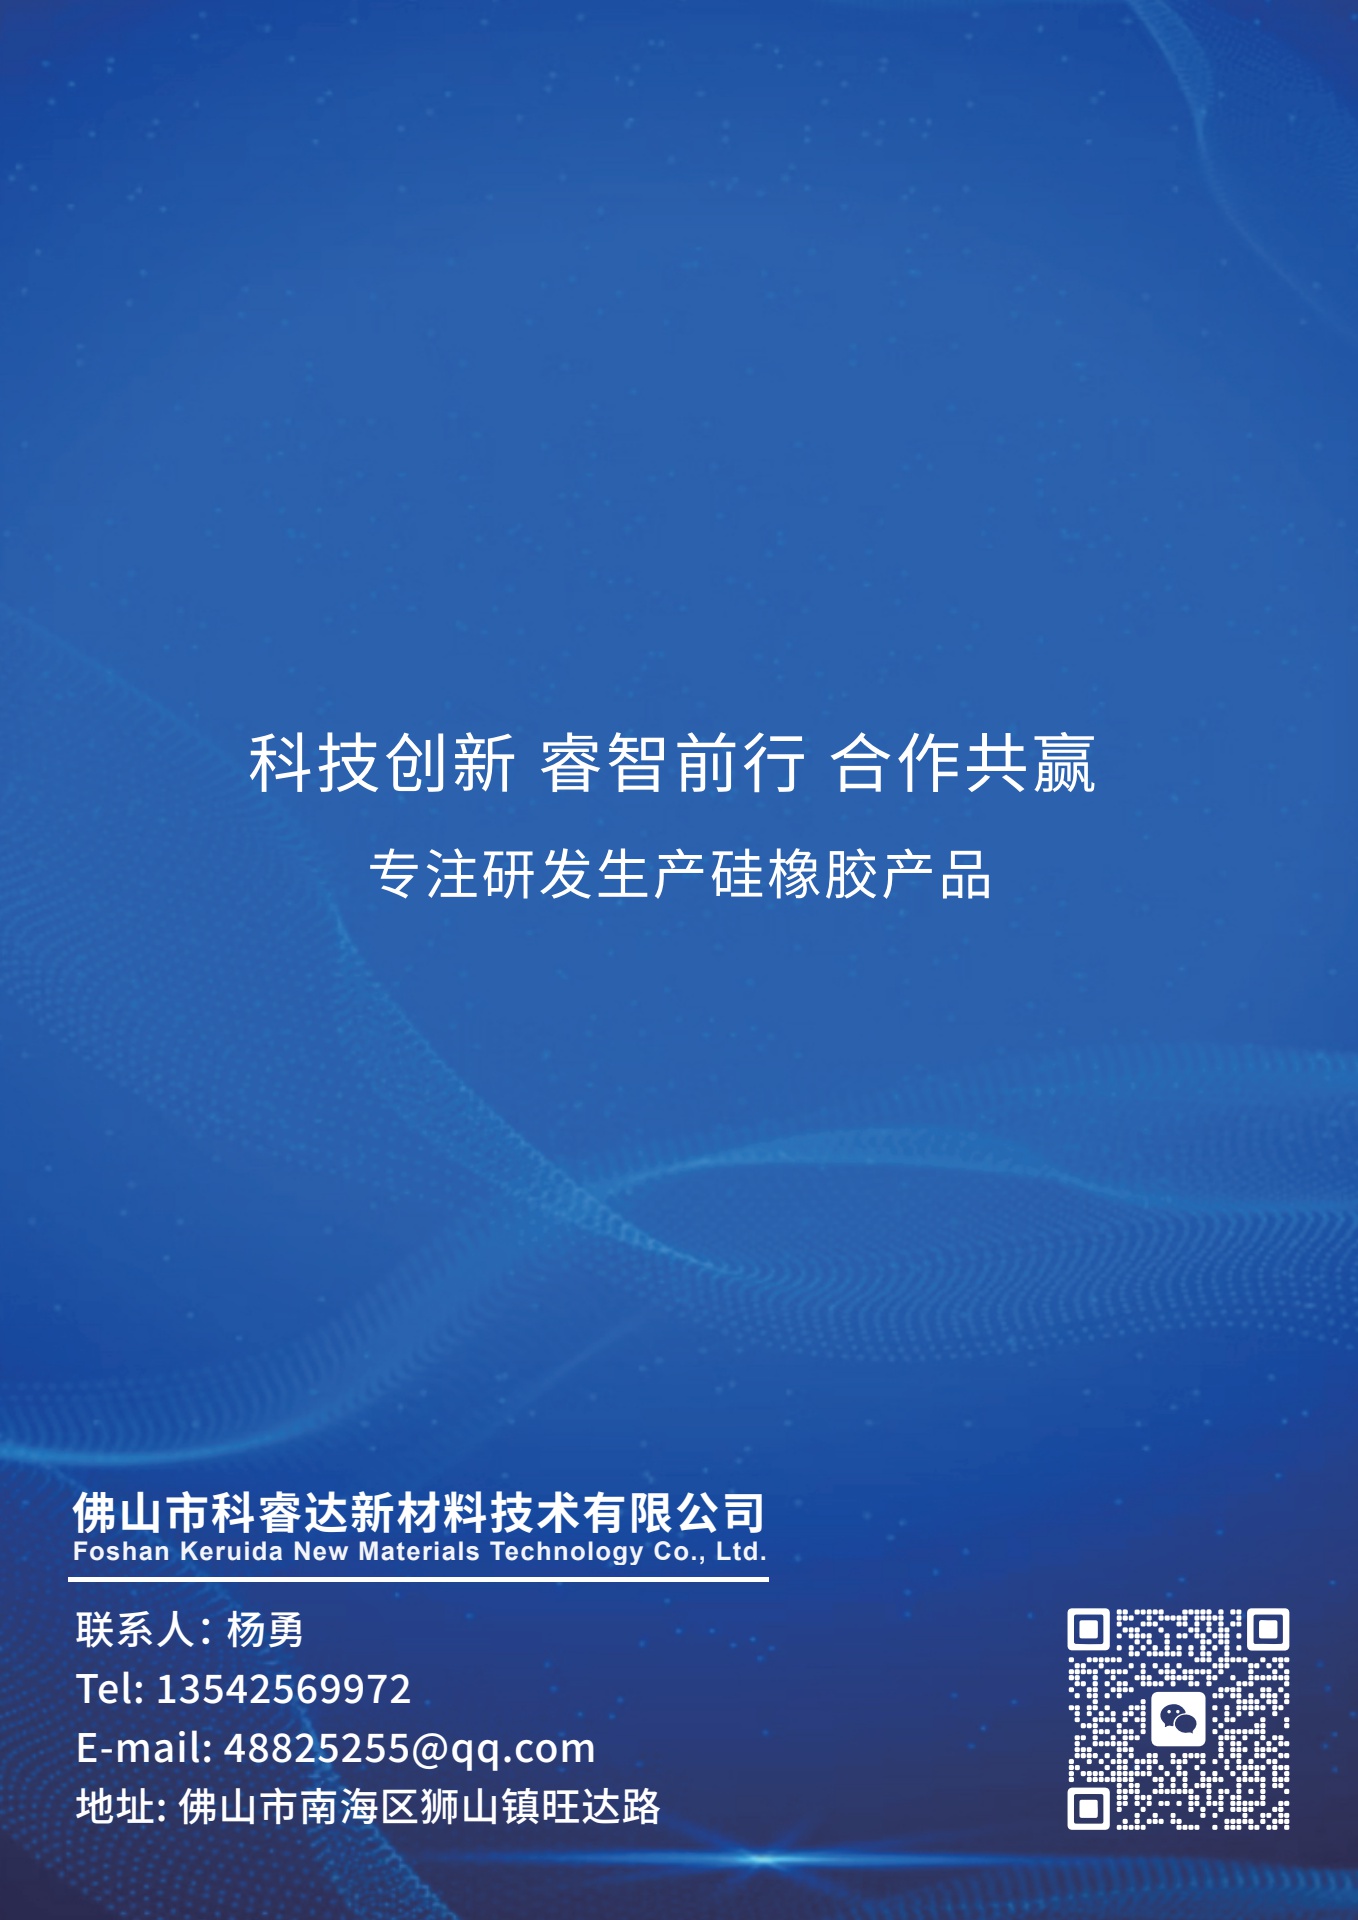 科技创新 睿智前行 合作共赢
专注研发生产硅橡胶产品
佛山市科睿达新材料技术有限公司
Foshan Keruida New Materials Technology Co., Ltd.
联系人：杨勇
Tel: 13542569972
E-mail: 48825255@qq.com
地址: 佛山市南海区狮山镇旺达路